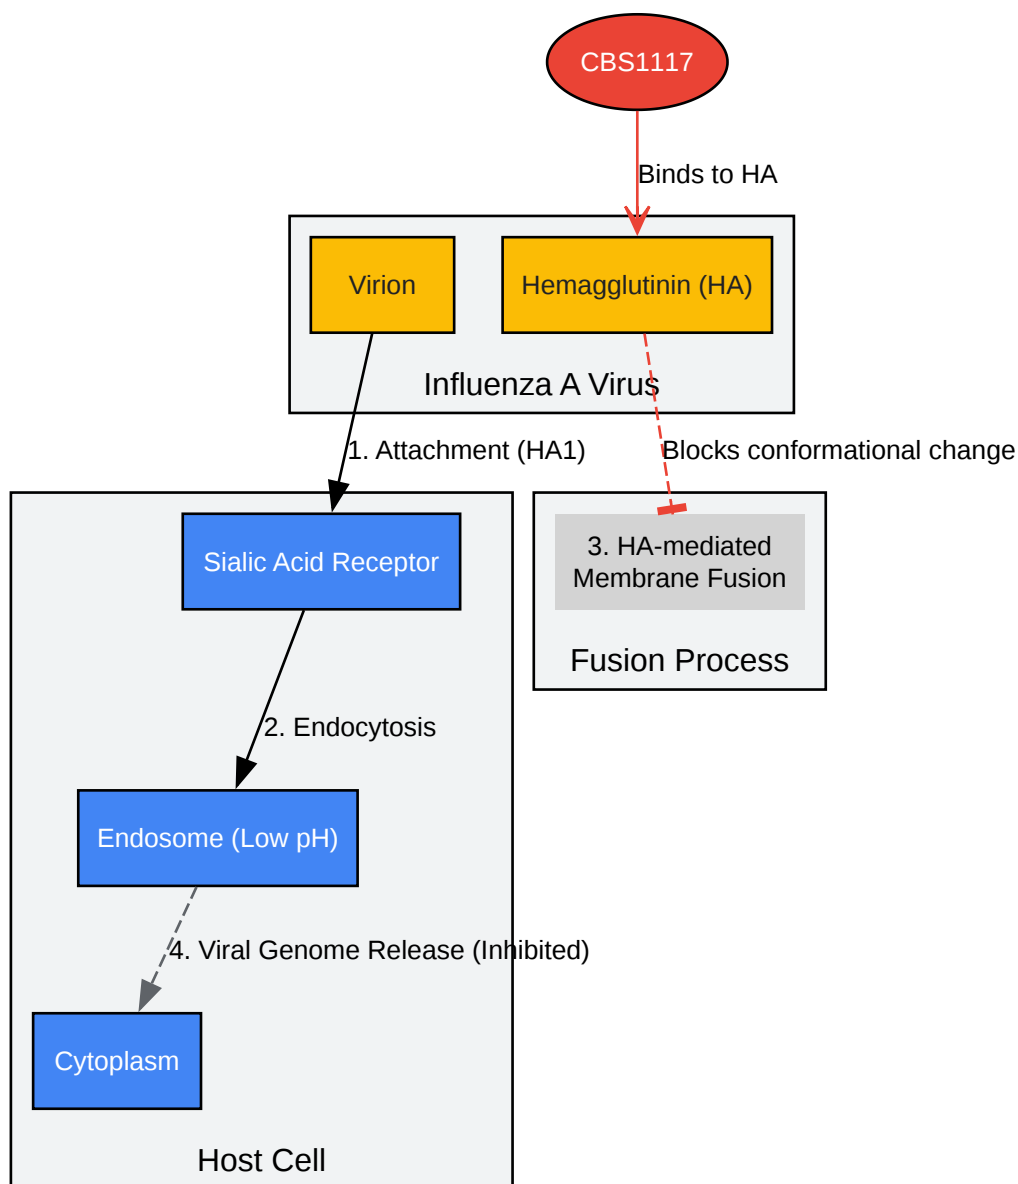 CBS1117
Binds to HA
Virion
Hemagglutinin (HA)
Influenza A Virus
1. Attachment (HA1)
Blocks conformational change
Sialic Acid Receptor
3. HA-mediated
Membrane Fusion
Fusion Process
2. Endocytosis
Endosome (Low pH)
4. Viral Genome Release (Inhibited)
Cytoplasm
Host Cell